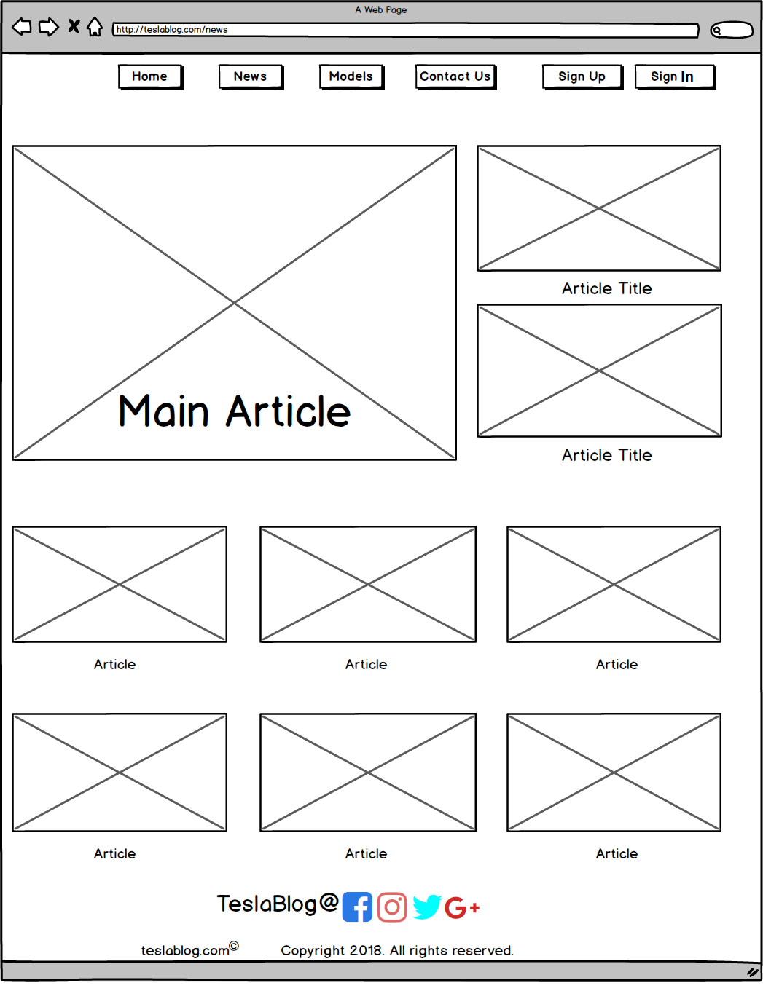 A Web Page
http://teslablog.com/news
Home News Models Contact Us Sign Up Sign In
Article Title
Main Article
Article Title
Article Article Article
Article Article Article
TeslaBlog@ f G+
teslablog.com© Copyright 2018. All rights reserved.